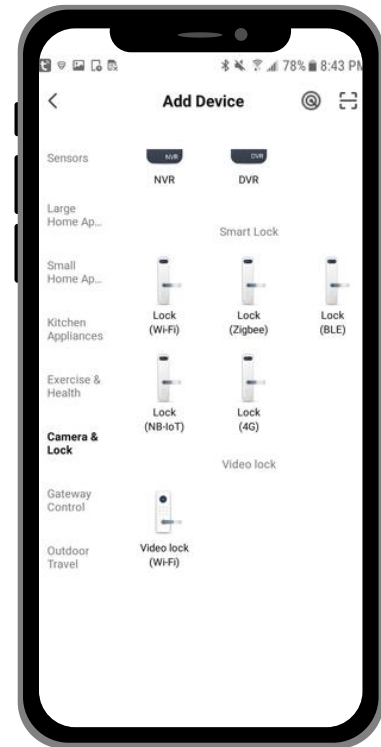 78% 8:43 PM
Add Device
Sensors
NVR
DVR
NVR
DVR
Large
Home Ap...
Smart Lock
Small
Home Ap...
Lock
(Wi-Fi)
Lock
(Zigbee)
Lock
(BLE)
Kitchen
Appliances
Exercise &
Health
Lock
(NB-IoT)
Lock
(4G)
Camera &
Lock
Video lock
Gateway
Control
Video lock
(Wi-Fi)
Outdoor
Travel